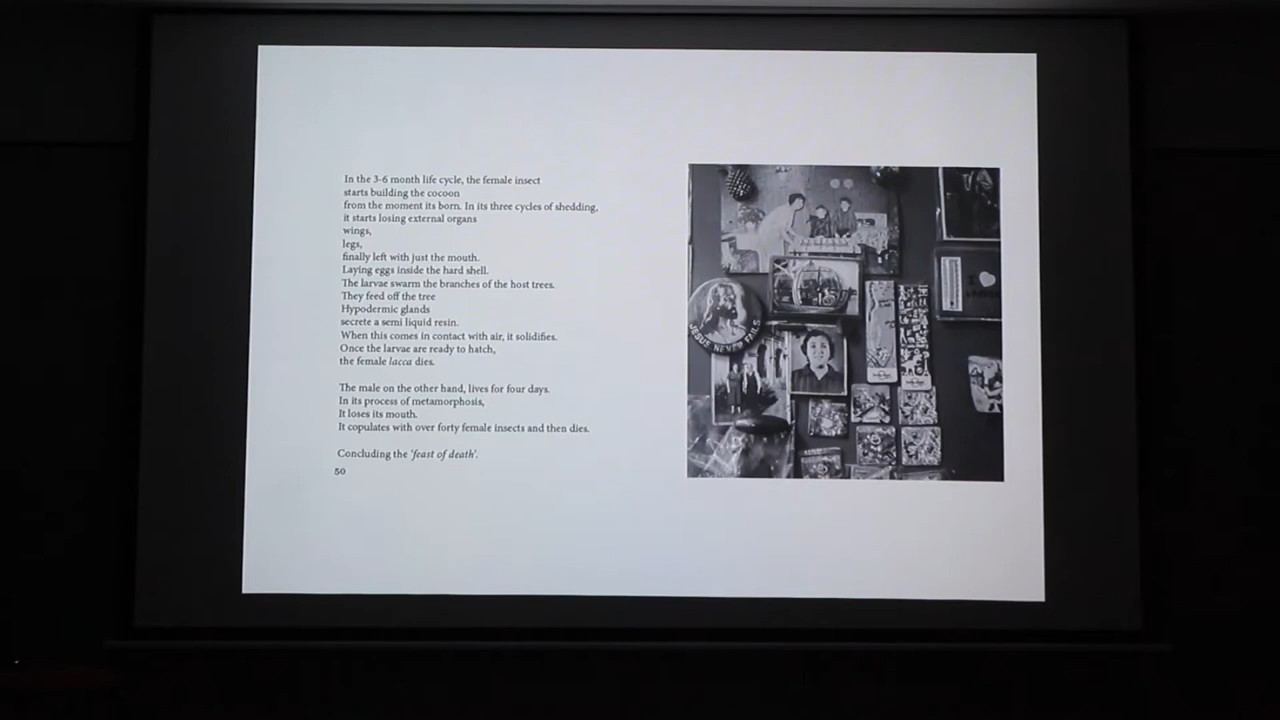 In the 3-6 month life cycle, the female insect
starts building the cocoon
from the moment its born. In its three cycles of shedding,
it starts losing external organs
wings,
legs,
finally left with just the mouth.
Laying eggs inside the hard shell.
The larvae swarm the branches of the host trees.
They feed off the tree
Hypodermic glands
secrete a semi liquid resin.
When this comes in contact with air, it solidifies.
Once the larvae are ready to hatch,
the female lacca dies.
The male on the other hand, lives for four days.
In its process of metamorphosis,
It loses its mouth.
It copulates with over forty female insects and then dies.
Concluding the 'feast of death'.
50
JESUS NEVER FAILS
I